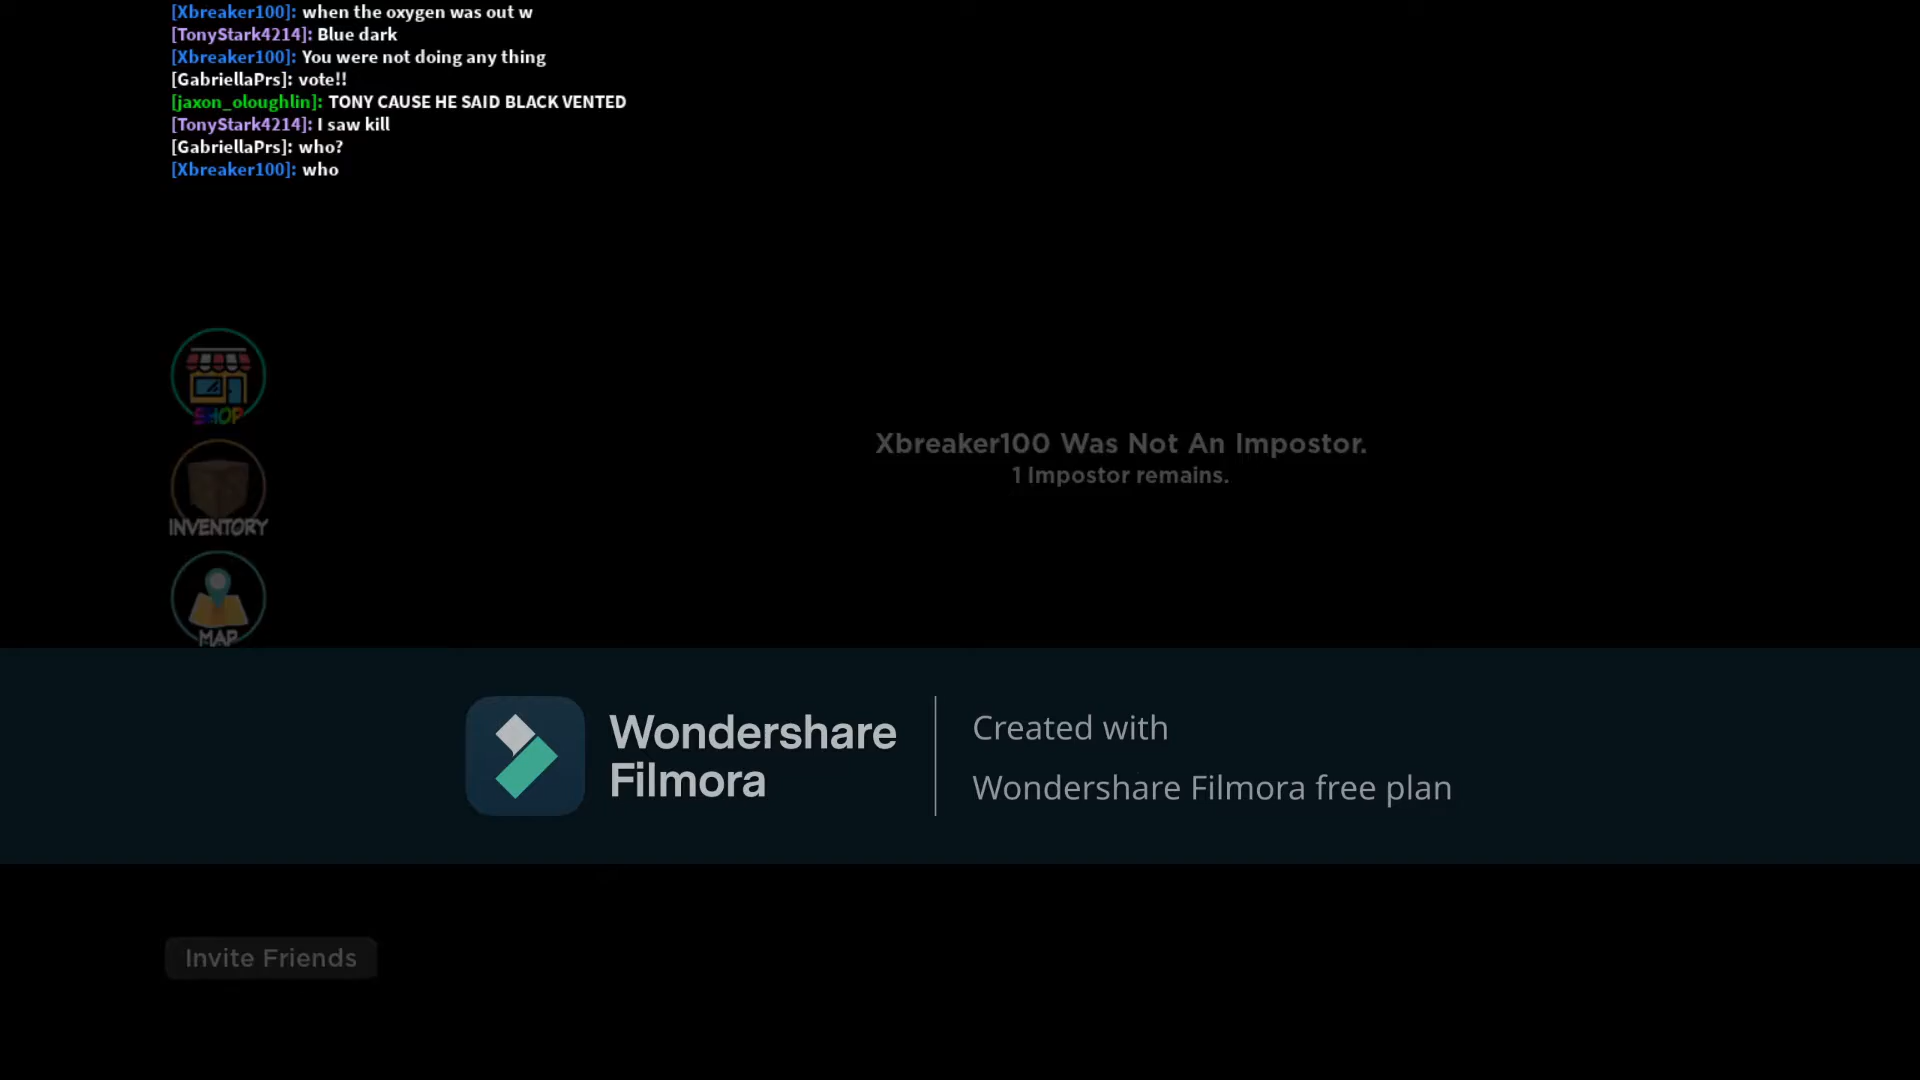 [Xbreaker100]: when the oxygen was out w
[TonyStark4214]: Blue dark
[Xbreaker100]: You were not doing any thing
[GabriellaPrs]: vote!!
[jaxon_oloughlin]: TONY CAUSE HE SAID BLACK VENTED
[TonyStark4214]: I saw kill
[GabriellaPrs]: who?
[Xbreaker100]: who
SHOP
Xbreaker100 Was Not An Impostor.
1 Impostor remains.
INVENTORY
MAP
Wondershare
Filmora
Created with
Wondershare Filmora free plan
Invite Friends